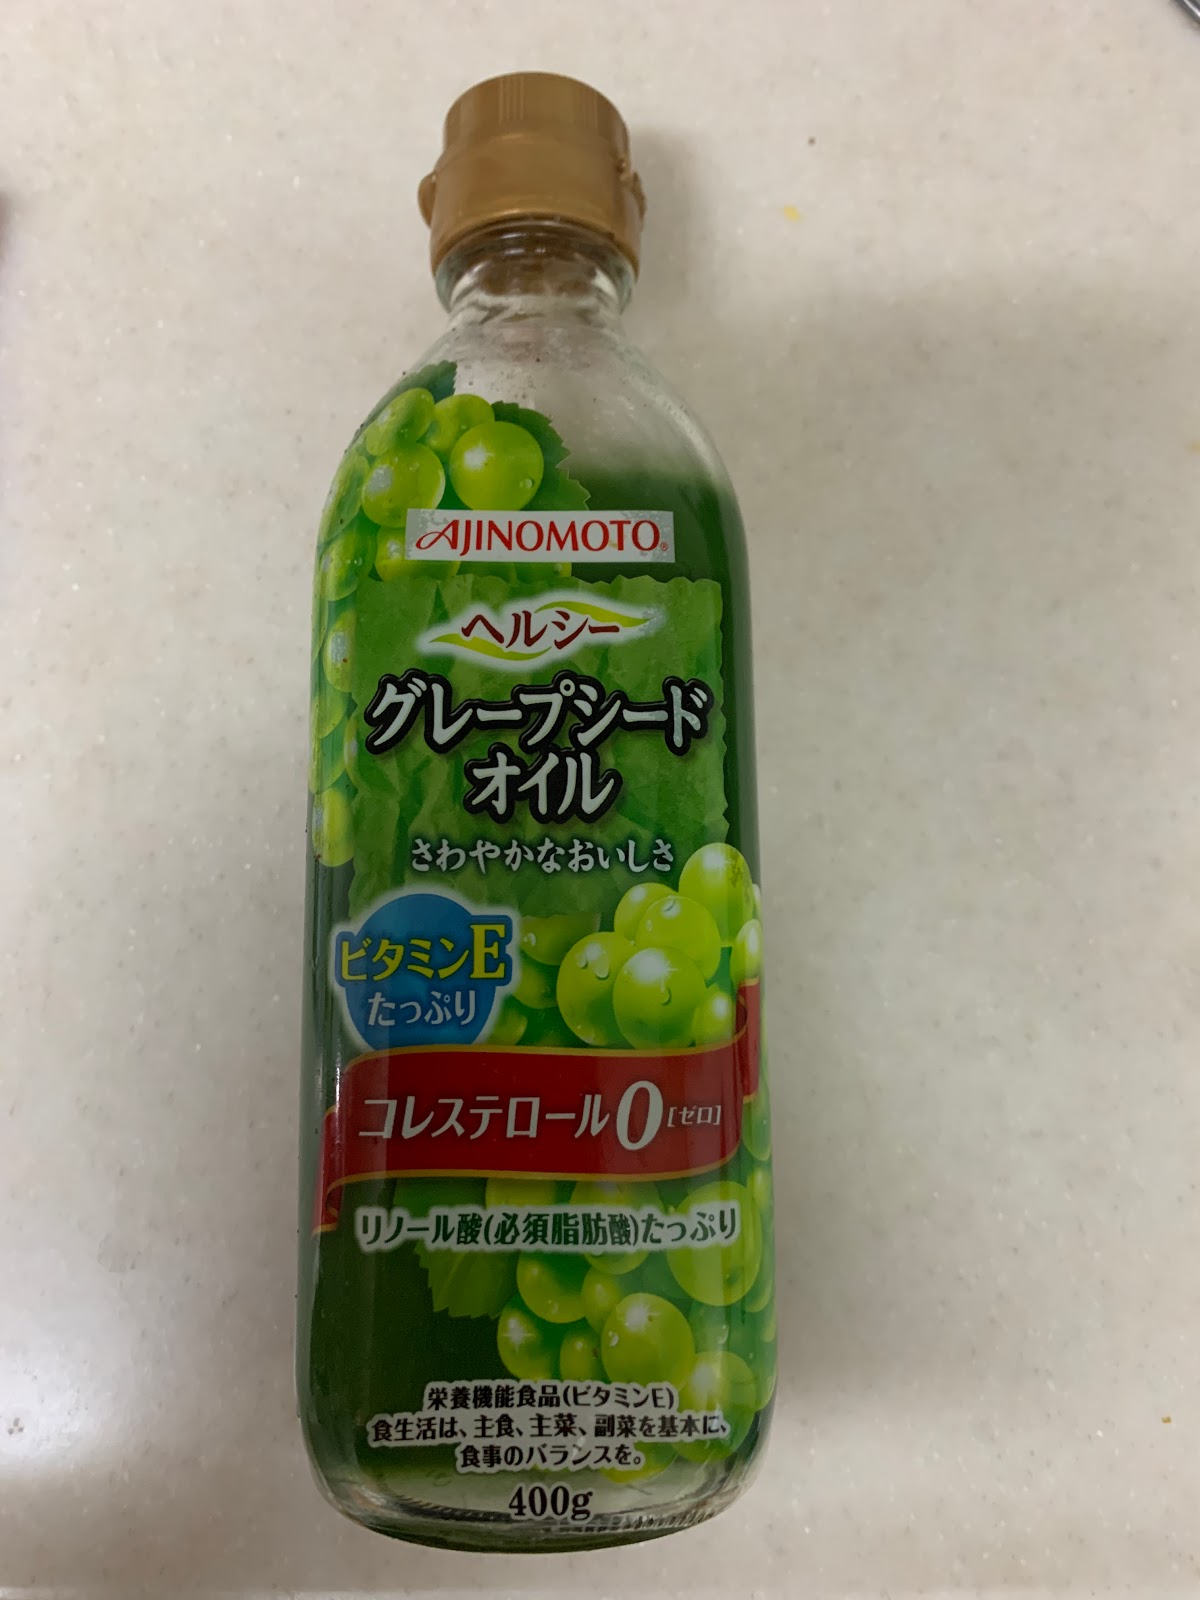 AJINOMOTO®
ヘルシー
グレープシード
オイル
さわやかなおいしさ
ビタミンE
たっぷり
コレステロール0[ゼロ]
リノール酸(必須脂肪酸)たっぷり
栄養機能食品(ビタミンE)
食生活は、主食、主菜、副菜を基本に、
食事のバランスを。
400g